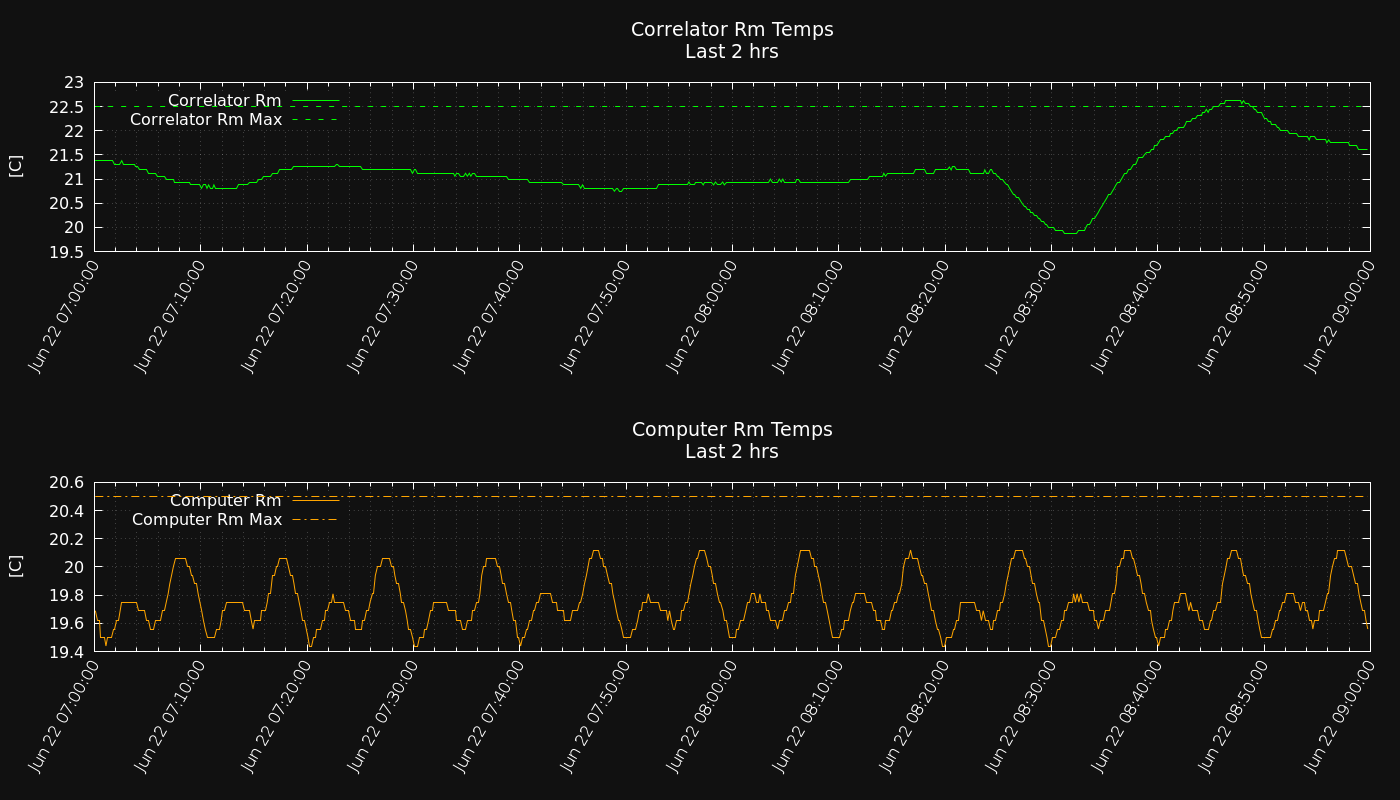 Correlator Rm Temps
Last 2 hrs
[C]
23
22.5
22
21.5
21
20.5
20
19.5
Correlator Rm
Correlator Rm Max
Jun 22 07:00:00
Jun 22 07:10:00
Jun 22 07:20:00
Jun 22 07:30:00
Jun 22 07:40:00
Jun 22 07:50:00
Jun 22 08:00:00
Jun 22 08:10:00
Jun 22 08:20:00
Jun 22 08:30:00
Jun 22 08:40:00
Jun 22 08:50:00
Jun 22 09:00:00
Computer Rm Temps
Last 2 hrs
[C]
20.6
20.4
20.2
20
19.8
19.6
19.4
Computer Rm
Computer Rm Max
Jun 22 07:00:00
Jun 22 07:10:00
Jun 22 07:20:00
Jun 22 07:30:00
Jun 22 07:40:00
Jun 22 07:50:00
Jun 22 08:00:00
Jun 22 08:10:00
Jun 22 08:20:00
Jun 22 08:30:00
Jun 22 08:40:00
Jun 22 08:50:00
Jun 22 09:00:00